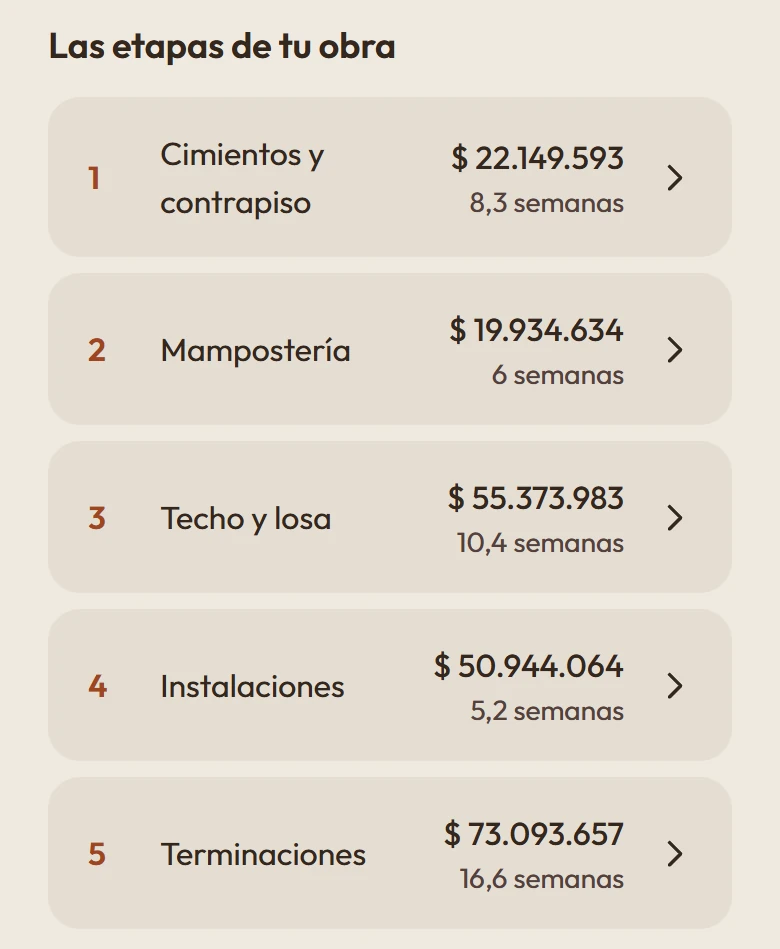 Las etapas de tu obra
1
Cimientos y
contrapiso
$ 22.149.593
8,3 semanas
2
Mampostería
$ 19.934.634
6 semanas
3
Techo y losa
$ 55.373.983
10,4 semanas
4
Instalaciones
$ 50.944.064
5,2 semanas
5
Terminaciones
$ 73.093.657
16,6 semanas